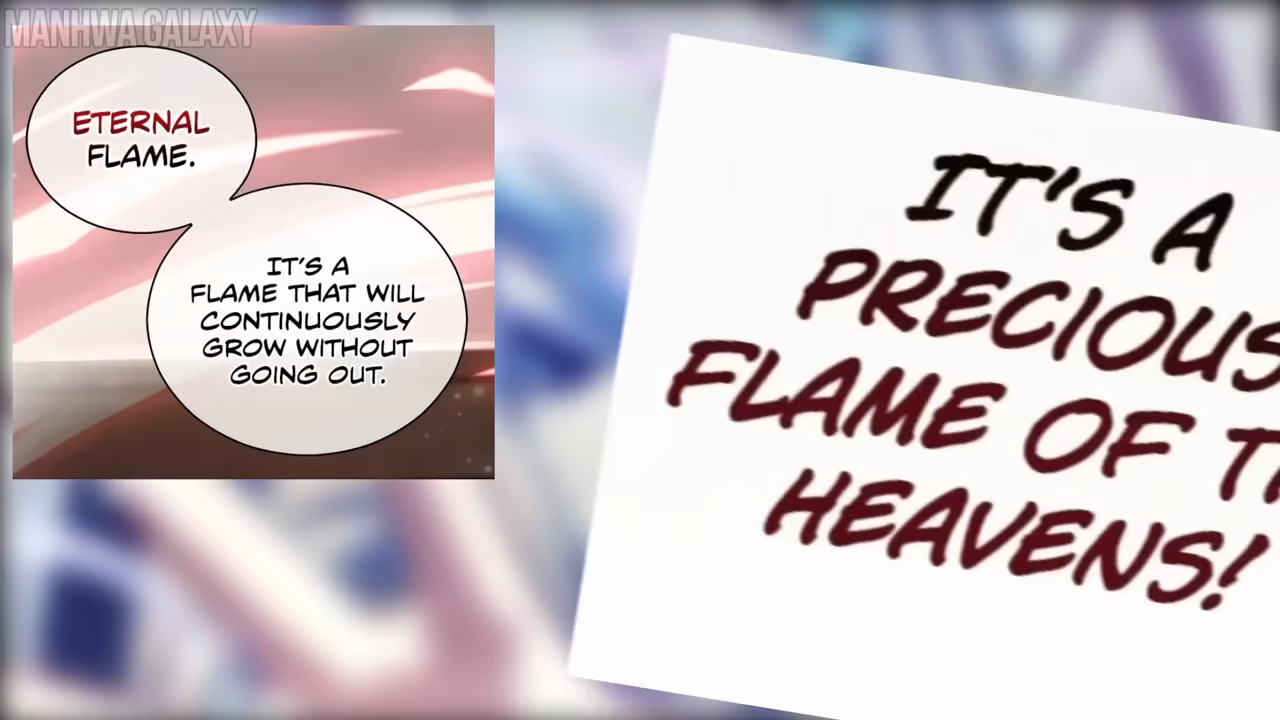 MANHWA GALAXY
ETERNAL
FLAME.
IT'S A
FLAME THAT WILL
CONTINUOUSLY
GROW WITHOUT
GOING OUT.
IT'S A
PRECIOUS
FLAME OF
HEAVENS!